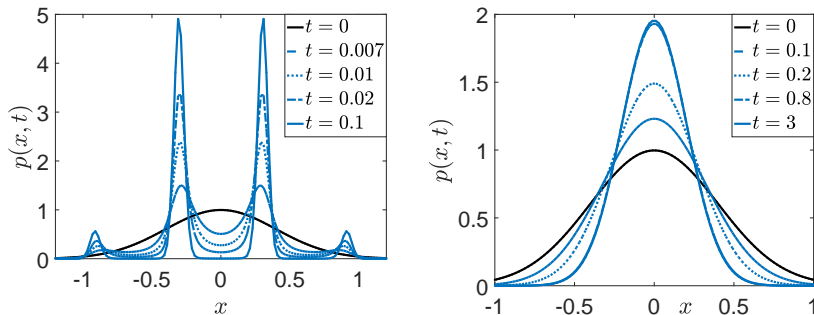 5
4
3
2
1
0
p(x, t)
-1
-0.5
0
0.5
1
x
t = 0
t = 0.007
t = 0.01
t = 0.02
t = 0.1
2
1.5
1
0.5
0
p(x, t)
-1
-0.5
0
x
0.5
1
t = 0
t = 0.1
t = 0.2
t = 0.8
t = 3